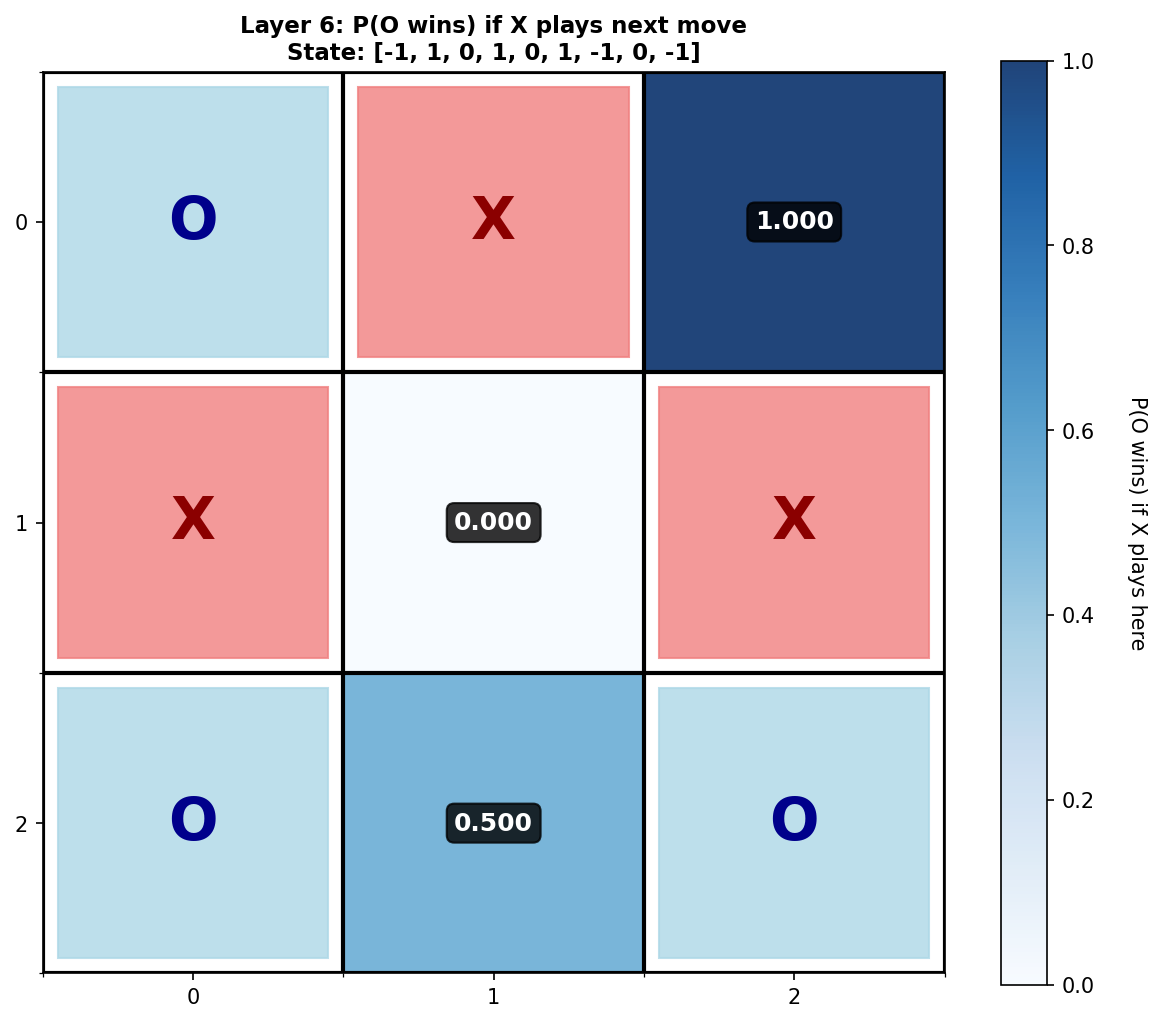 Layer 6: P(O wins) if X plays next move
State: [-1, 1, 0, 1, 0, 1, -1, 0, -1]
O
X
1.000
X
0.000
X
O
0.500
O
0
1
2
0
1
2
1.0
0.8
0.6
0.4
0.2
0.0
P(O wins) if X plays here